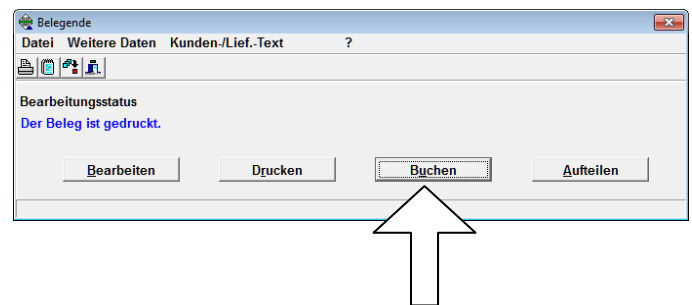 Belegende
Datei Weitere Daten Kunden-/Lief.-Text ?
Bearbeitungsstatus
Der Beleg ist gedruckt.
Bearbeiten Drucken Buchen Aufteilen